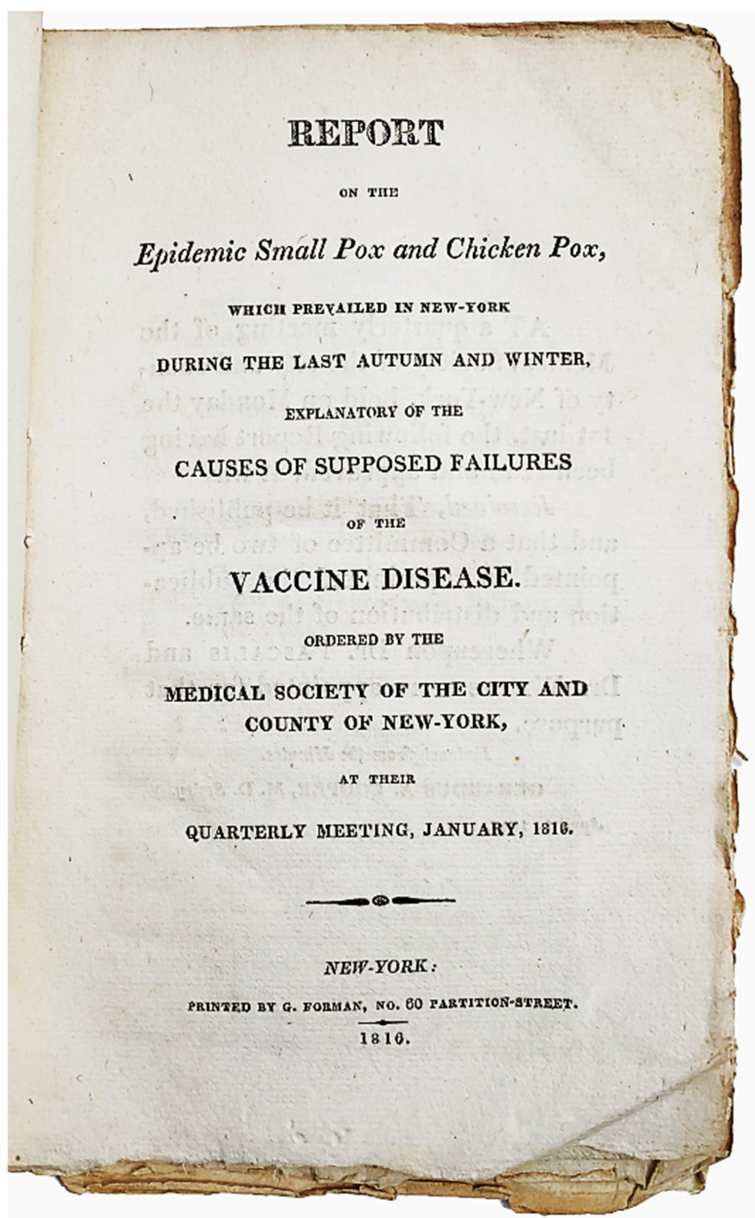 REPORT
ON THE
Epidemic Small Pox and Chicken Pox,
WHICH PREVAILED IN NEW-YORK
DURING THE LAST AUTUMN AND WINTER,
EXPLANATORY OF THE
CAUSES OF SUPPOSED FAILURES
OF THE
VACCINE DISEASE.
ORDERED BY THE
MEDICAL SOCIETY OF THE CITY AND
COUNTY OF NEW-YORK,
AT THEIR
QUARTERLY MEETING, JANUARY, 1816.
NEW-YORK:
PRINTED BY G. FORMAN, NO. 60 PARTITION-STREET.
1816.